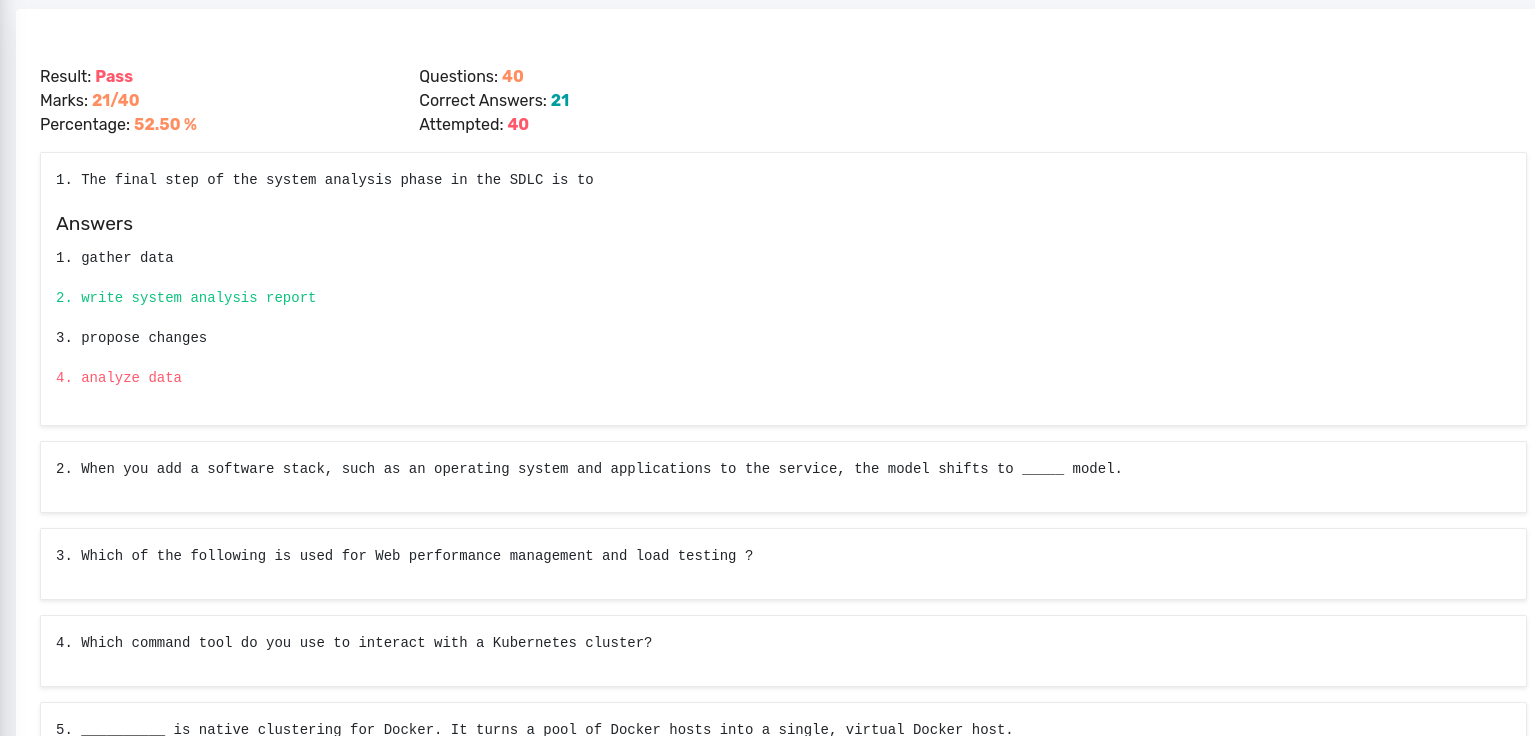 Result: Pass
Questions: 40
Marks: 21/40
Correct Answers: 21
Percentage: 52.50 %
Attempted: 40
1. The final step of the system analysis phase in the SDLC is to
Answers
1. gather data
2. write system analysis report
3. propose changes
4. analyze data
2. When you add a software stack, such as an operating system and applications to the service, the model shifts to _____ model.
3. Which of the following is used for Web performance management and load testing ?
4. Which command tool do you use to interact with a Kubernetes cluster?
5. __________ is native clustering for Docker. It turns a pool of Docker hosts into a single, virtual Docker host.